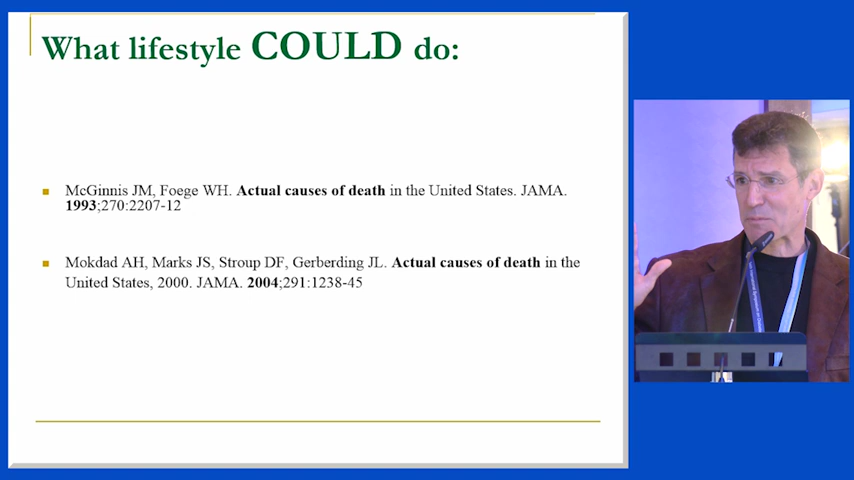 What lifestyle COULD do:
McGinnis JM, Foege WH. Actual causes of death in the United States. JAMA.
1993;270:2207-12
Mokdad AH, Marks JS, Stroup DF, Gerberding JL. Actual causes of death in the
United States, 2000. JAMA. 2004;291:1238-45